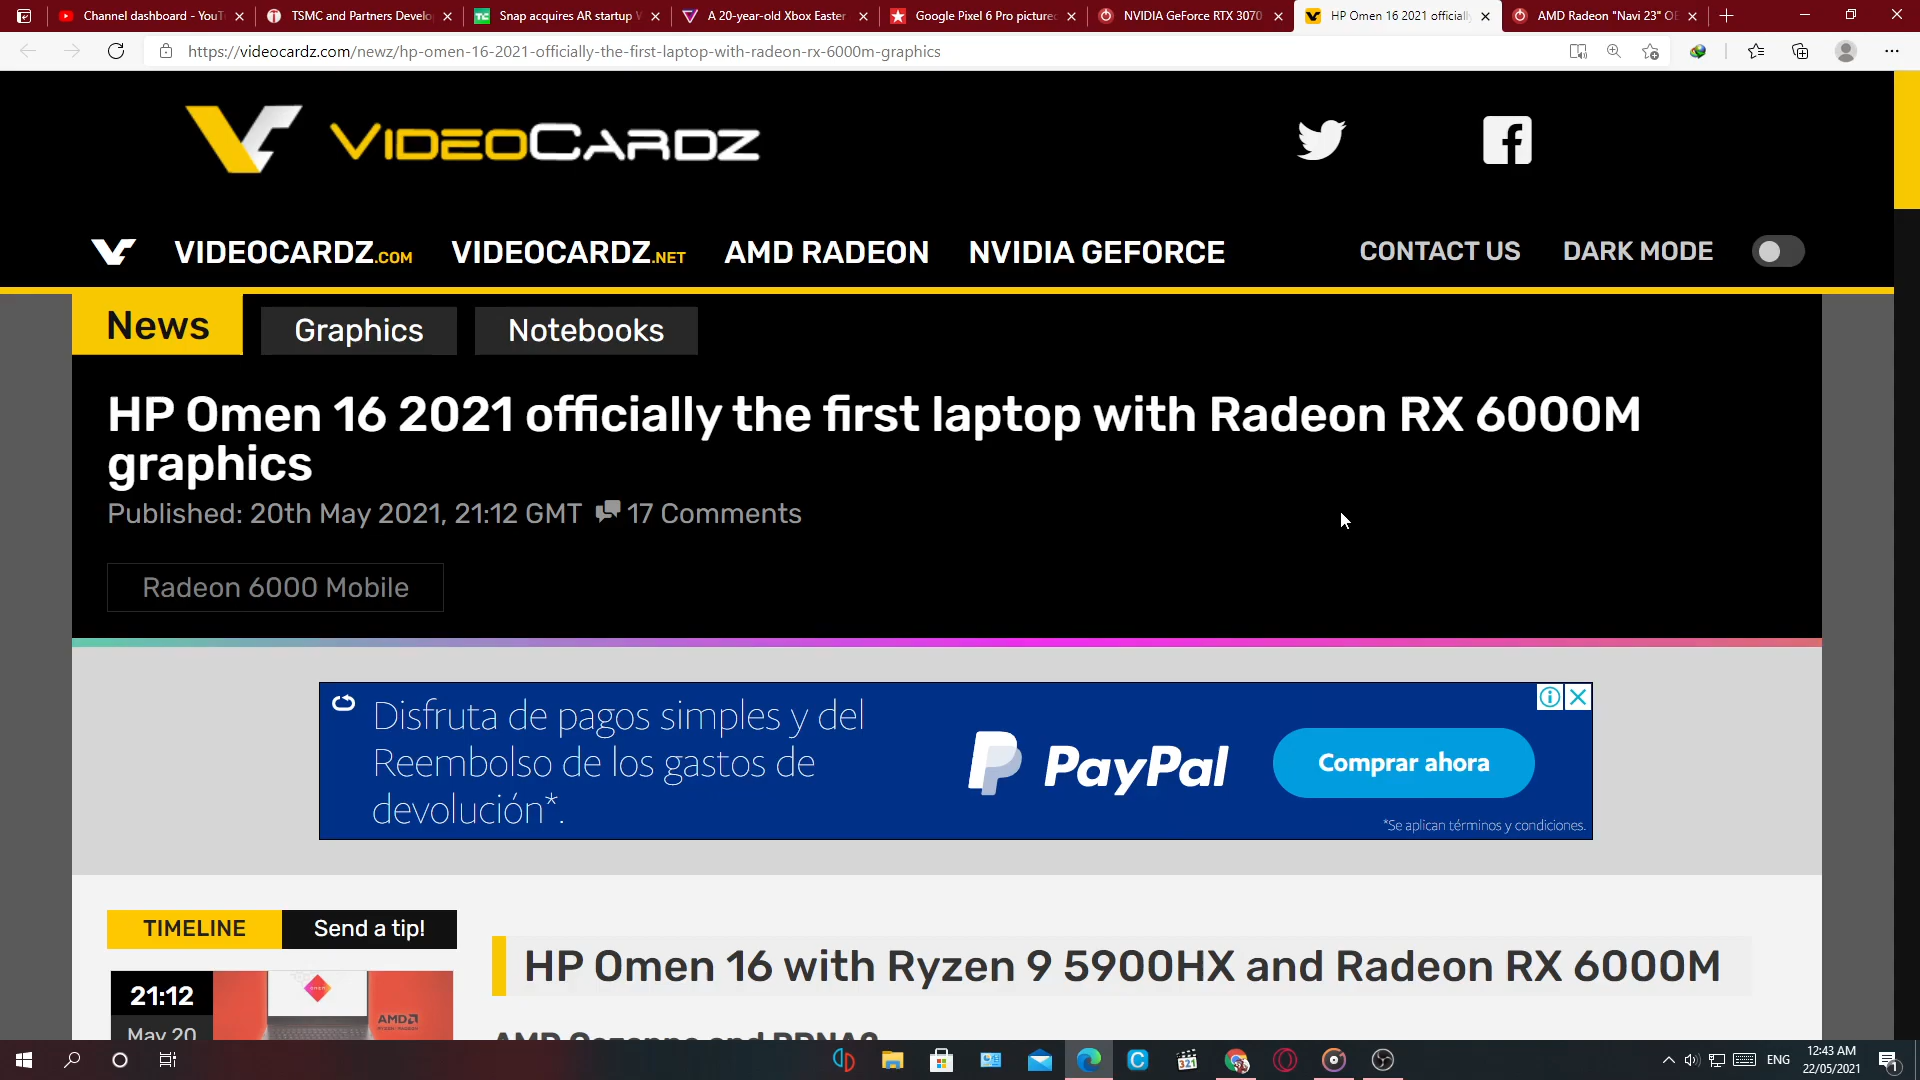 Channel dashboard - YouT
TSMC and Partners Develo
Snap acquires AR startup
A 20-year-old Xbox Easter
Google Pixel 6 Pro picture
NVIDIA GeForce RTX 3070
HP Omen 16 2021 officially
AMD Radeon "Navi 23"
https://videocardz.com/newz/hp-omen-16-2021-officially-the-first-laptop-with-radeon-rx-6000m-graphics
VIDEOCARDZ
VIDEOCARDZ.COM VIDEOCARDZ.NET AMD RADEON NVIDIA GEFORCE CONTACT US DARK MODE
News Graphics Notebooks
HP Omen 16 2021 officially the first laptop with Radeon RX 6000M
graphics
Published: 20th May 2021, 21:12 GMT 17 Comments
Radeon 6000 Mobile
Disfruta de pagos simples y del
Reembolso de los gastos de
devolución*.
PayPal
Comprar ahora
*Se aplican términos y condiciones.
TIMELINE Send a tip!
HP Omen 16 with Ryzen 9 5900HX and Radeon RX 6000M
21:12
May 20
AMD
ENG
12:43 AM
22/05/2021